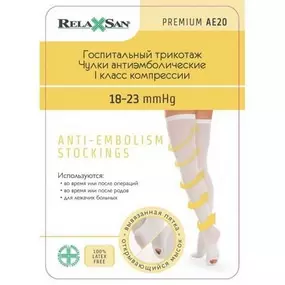 RELAXSAN
PREMIUM AE20
Госпитальный трикотаж
Чулки антиэмболические
I класс компрессии
18-23 mmHg
ANTI-EMBOLISM
STOCKINGS
Используются:
• во время или после операций
• во время или после родов
• для лежачих больных
100%
LATEX
FREE
вывязанная пятка
открывающийся мысок